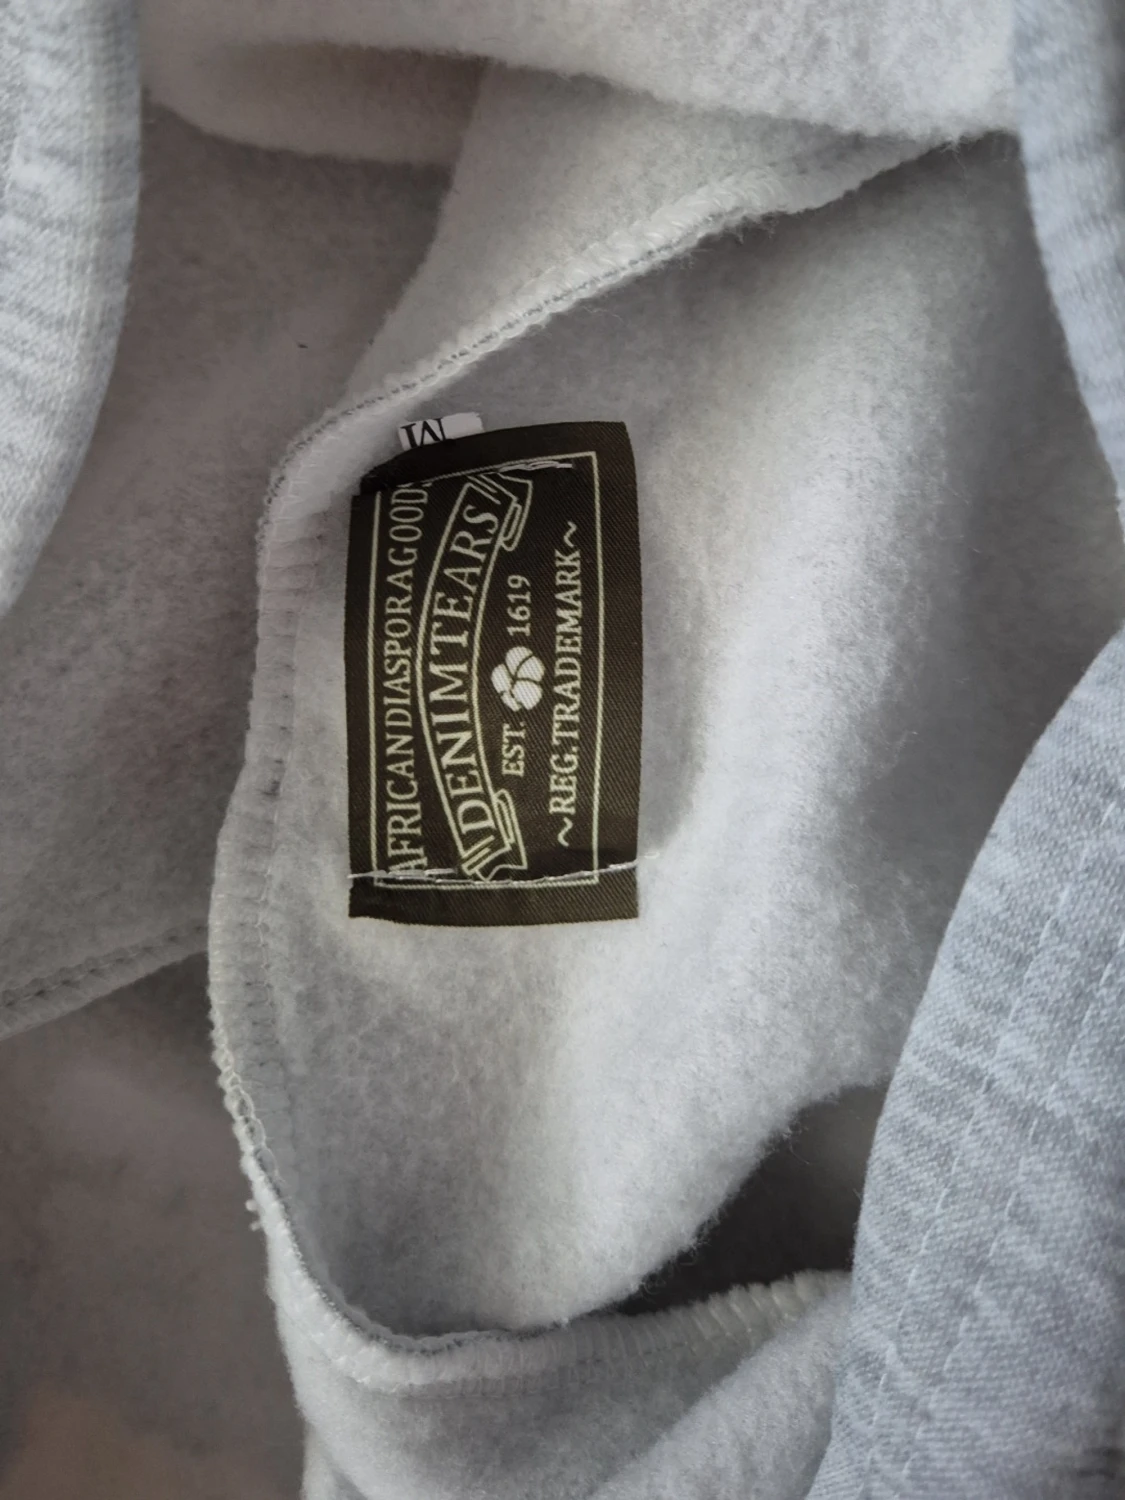 M
AFRICANDIASPORAGOODS
DENIMTEARS
EST. 1619
~REG.TRADEMARK~